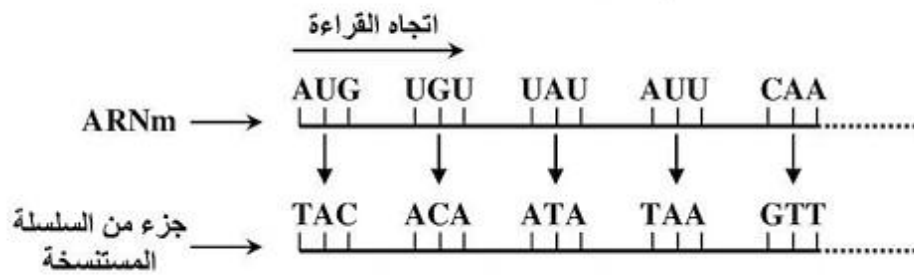 اتجاه القراءة
AUG UGU UAU AUU CAA
ARNm
TAC ACA ATA TAA GTT
جزء من السلسلة
المستنسخة